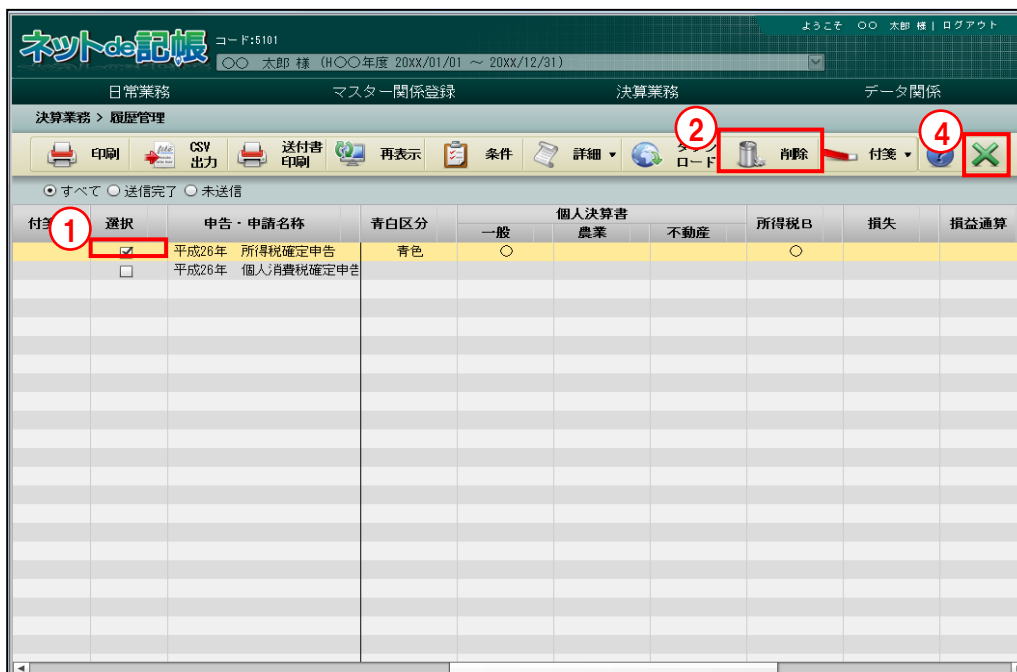 ようこそ 〇〇 太郎 様 | ログアウト
ネットde記帳 コード:5101
〇〇 太郎 様 (H〇〇年度 20XX/01/01 ～ 20XX/12/31)
日常業務 マスター関係登録 決算業務 データ関係
決算業務 > 履歴管理
② ④
印刷 CSV出力 送付書印刷 再表示 条件 詳細 ▼ ロード 削除 付箋 ▼
すべて 送信完了 未送信
① 選択 申告・申請名称 青白区分 個人決算書 所得税B 損失 損益通算
一般 農業 不動産
平成26年 所得税確定申告 青色 〇 〇
平成26年 個人消費税確定申告